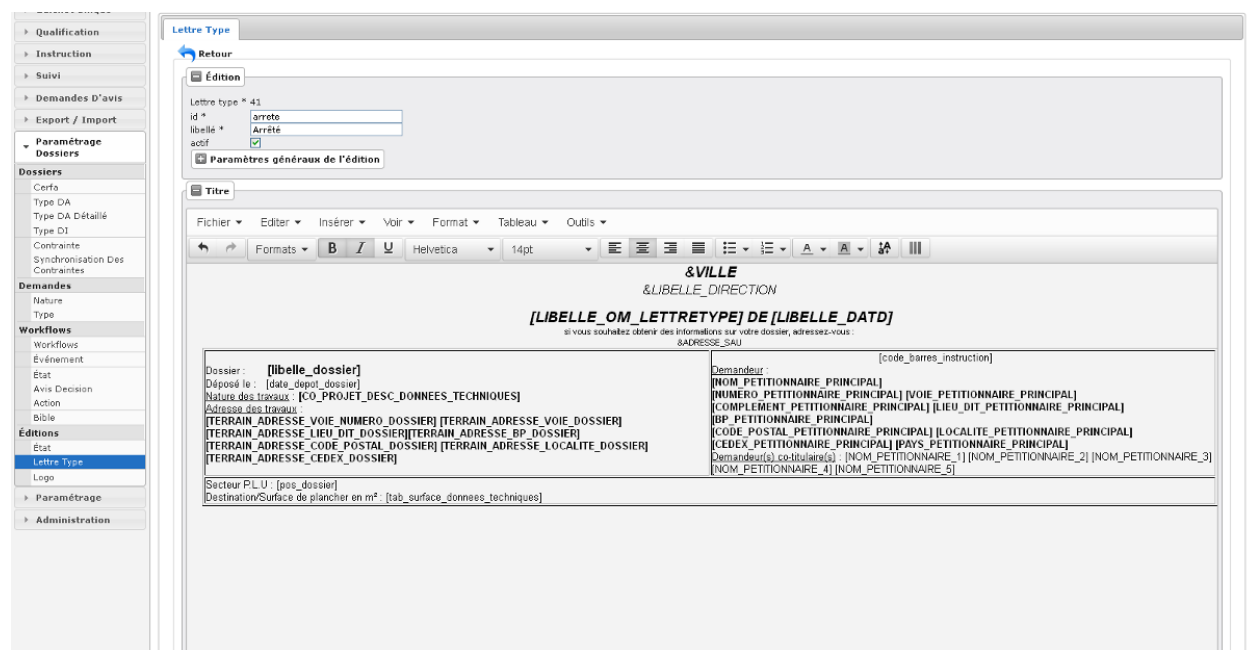 Qualification
Instruction
Suivi
Demandes D'avis
Export / Import
Paramétrage
Dossiers
Dossiers
Cerfa
Type DA
Type DA Détaillé
Type DI
Contrainte
Synchronisation Des
Contraintes
Demandes
Nature
Type
Workflows
Workflows
Événement
État
Avis Decision
Action
Bible
Éditions
État
Lettre Type
Logo
Paramétrage
Administration
Lettre Type
Retour
Édition
Lettre type * 41
id * arrete
libellé * Arrêté
actif
Paramètres généraux de l'édition
Titre
Fichier Editer Insérer Voir Format Tableau Outils
Formats B I U Helvetica 14pt A A
&VILLE
&LIBELLE_DIRECTION
[LIBELLE_OM_LETTRETYPE] DE [LIBELLE_DATD]
si vous souhaitez obtenir des informations sur votre dossier, adressez-vous :
&ADRESSE_SAU
Dossier : [libelle_dossier]
Déposé le : [date_depot_dossier]
Nature des travaux : [CO_PROJET_DESC_DONNEES_TECHNIQUES]
Adresse des travaux :
[TERRAIN_ADRESSE_VOIE_NUMERO_DOSSIER] [TERRAIN_ADRESSE_VOIE_DOSSIER]
[TERRAIN_ADRESSE_LIEU_DIT_DOSSIER][TERRAIN_ADRESSE_BP_DOSSIER]
[TERRAIN_ADRESSE_CODE_POSTAL_DOSSIER] [TERRAIN_ADRESSE_LOCALITE_DOSSIER]
[TERRAIN_ADRESSE_CEDEX_DOSSIER]
[code_barres_instruction]
Demandeur :
[NOM_PETITIONNAIRE_PRINCIPAL]
[NUMERO_PETITIONNAIRE_PRINCIPAL] [VOIE_PETITIONNAIRE_PRINCIPAL]
[COMPLEMENT_PETITIONNAIRE_PRINCIPAL] [LIEU_DIT_PETITIONNAIRE_PRINCIPAL]
[BP_PETITIONNAIRE_PRINCIPAL]
[CODE_POSTAL_PETITIONNAIRE_PRINCIPAL] [LOCALITE_PETITIONNAIRE_PRINCIPAL]
[CEDEX_PETITIONNAIRE_PRINCIPAL] [PAYS_PETITIONNAIRE_PRINCIPAL]
Demandeur(s) co-titulaire(s) : [NOM_PETITIONNAIRE_1] [NOM_PETITIONNAIRE_2] [NOM_PETITIONNAIRE_3]
[NOM_PETITIONNAIRE_4] [NOM_PETITIONNAIRE_5]
Secteur P.L.U : [pos_dossier]
Destination/Surface de plancher en m² : [tab_surface_donnees_techniques]